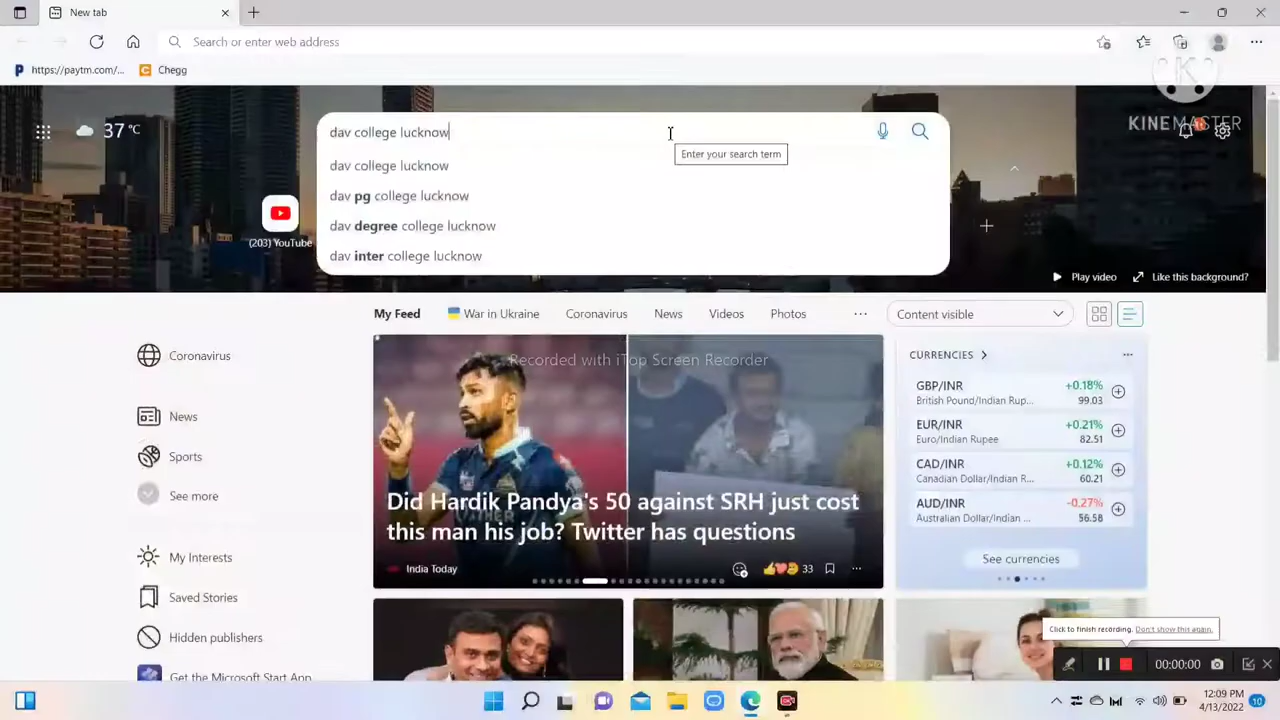 New tab
Search or enter web address
https://paytm.com/...
Chegg
37 °C
dav college lucknow
Enter your search term
KINEMASTER
dav college lucknow
dav pg college lucknow
dav degree college lucknow
dav inter college lucknow
(203) YouTube
Play video
Like this background?
My Feed
War in Ukraine
Coronavirus
News
Videos
Photos
Content visible
Coronavirus
News
Sports
See more
My Interests
Saved Stories
Hidden publishers
Get the Microsoft Start App
Recorded with iTop Screen Recorder
Did Hardik Pandya's 50 against SRH just cost
this man his job? Twitter has questions
India Today
33
CURRENCIES
GBP/INR +0.18%
British Pound/Indian Rup... 99.03
EUR/INR +0.21%
Euro/Indian Rupee 82.51
CAD/INR +0.12%
Canadian Dollar/Indian R... 60.21
AUD/INR -0.27%
Australian Dollar/Indian ... 56.58
See currencies
Click to finish recording. Don't show this again.
00:00:00
12:09 PM
4/13/2022
10